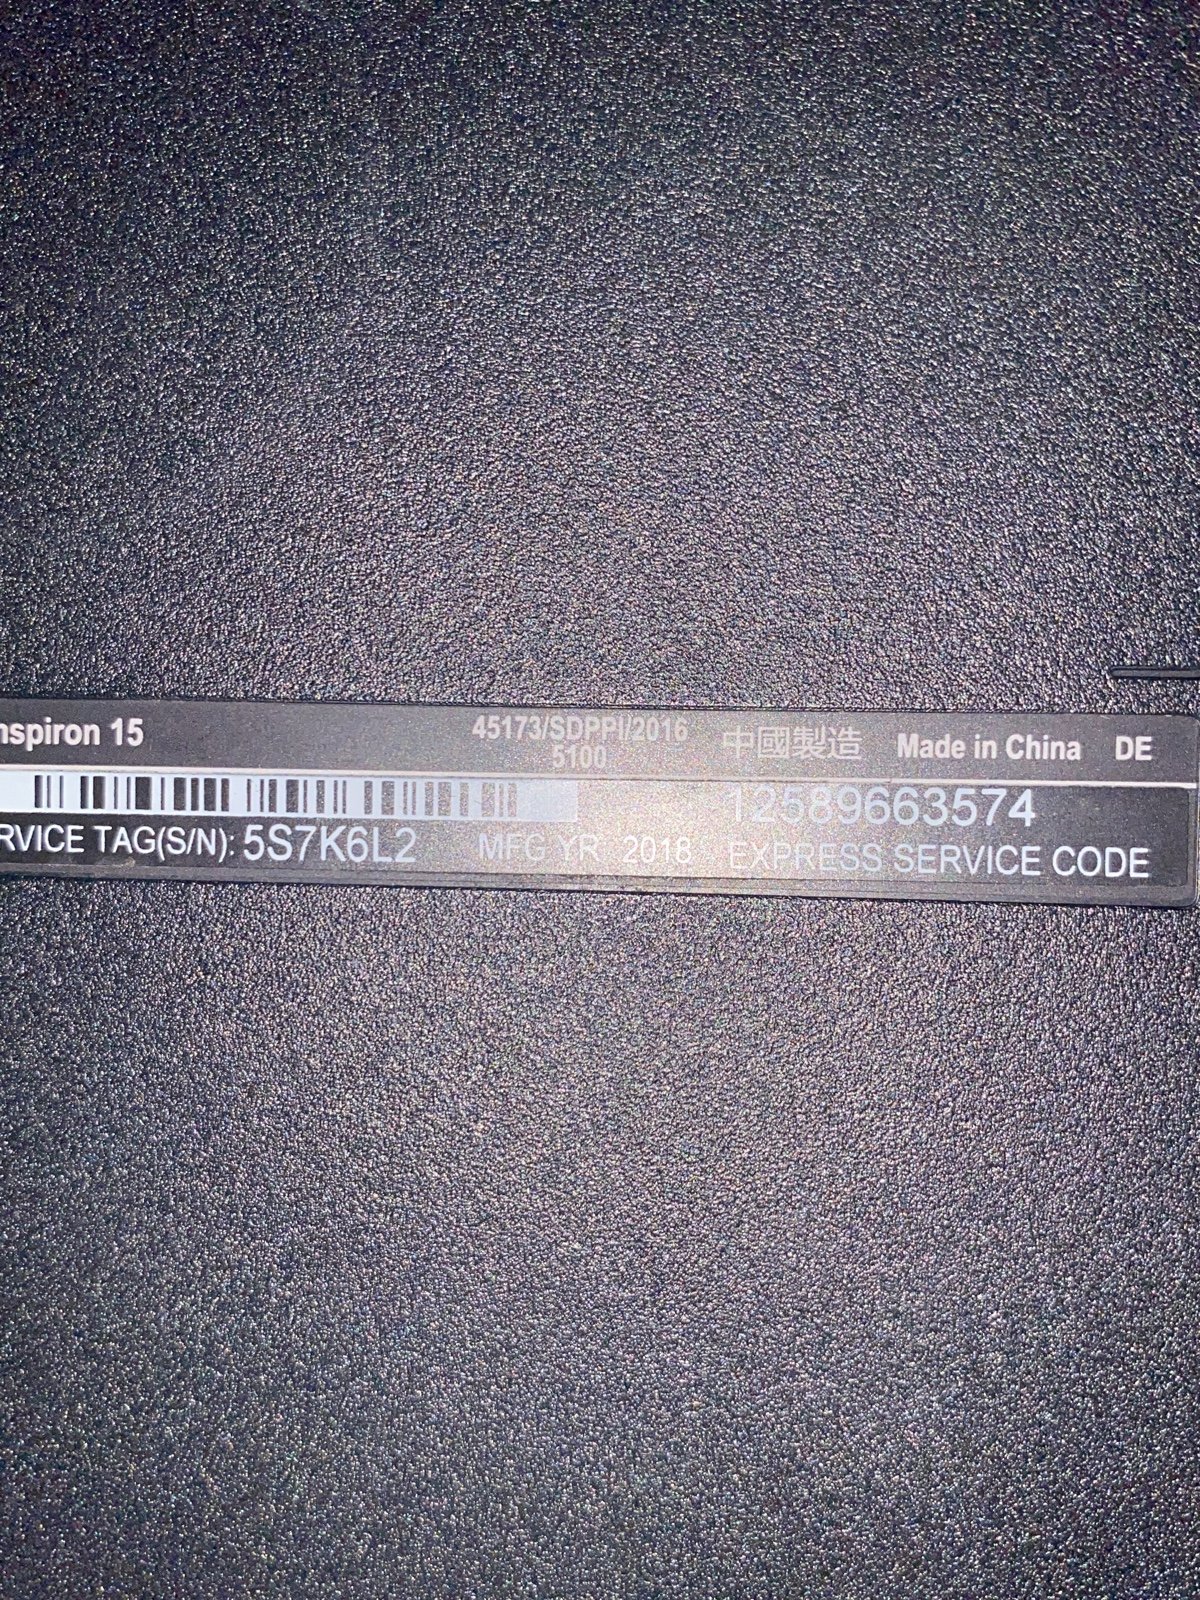 nspiron 15
45173/SDPPI/2016
5100
中國製造 Made in China DE
RVICE TAG(S/N): 5S7K6L2
MFG YR 2018
12589663574
EXPRESS SERVICE CODE